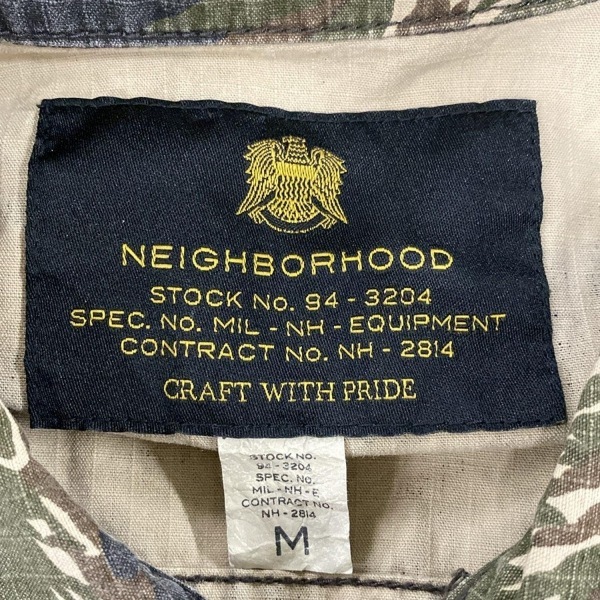 NEIGHBORHOOD
STOCK No. 94 - 3204
SPEC. No. MIL - NH - EQUIPMENT
CONTRACT No. NH - 2814
CRAFT WITH PRIDE
STOCK NO.
94 - 3204
SPEC. NO.
MIL - NH - E
CONTRACT NO.
NH - 2814
M